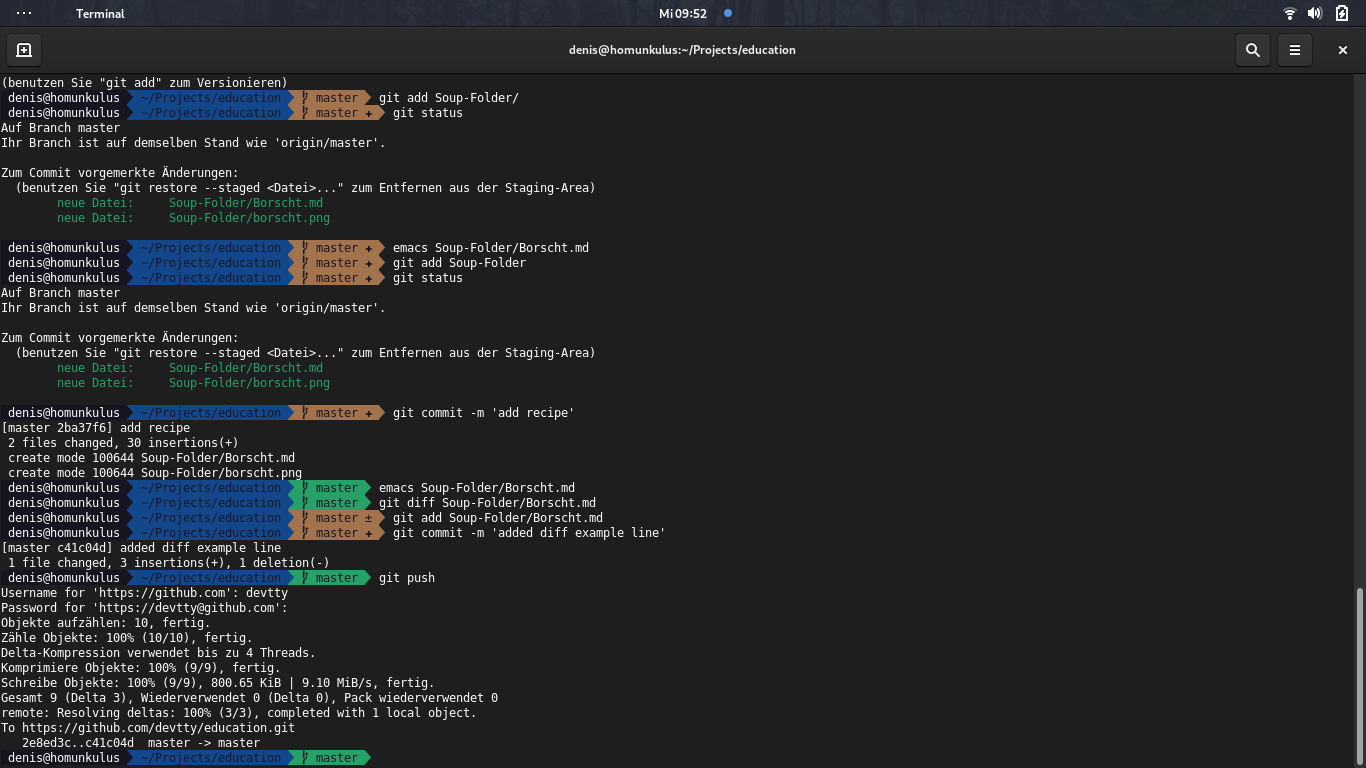 Terminal
Mi 09:52
denis@homunkulus:~/Projects/education
(benutzen Sie "git add" zum Versionieren)
denis@homunkulus ~/Projects/education master git add Soup-Folder/
denis@homunkulus ~/Projects/education master + git status
Auf Branch master
Ihr Branch ist auf demselben Stand wie 'origin/master'.
Zum Commit vorgemerkte Änderungen:
(benutzen Sie "git restore --staged <Datei>..." zum Entfernen aus der Staging-Area)
neue Datei: Soup-Folder/Borscht.md
neue Datei: Soup-Folder/borscht.png
denis@homunkulus ~/Projects/education master + emacs Soup-Folder/Borscht.md
denis@homunkulus ~/Projects/education master + git add Soup-Folder
denis@homunkulus ~/Projects/education master + git status
Auf Branch master
Ihr Branch ist auf demselben Stand wie 'origin/master'.
Zum Commit vorgemerkte Änderungen:
(benutzen Sie "git restore --staged <Datei>..." zum Entfernen aus der Staging-Area)
neue Datei: Soup-Folder/Borscht.md
neue Datei: Soup-Folder/borscht.png
denis@homunkulus ~/Projects/education master + git commit -m 'add recipe'
[master 2ba37f6] add recipe
2 files changed, 30 insertions(+)
create mode 100644 Soup-Folder/Borscht.md
create mode 100644 Soup-Folder/borscht.png
denis@homunkulus ~/Projects/education master emacs Soup-Folder/Borscht.md
denis@homunkulus ~/Projects/education master git diff Soup-Folder/Borscht.md
denis@homunkulus ~/Projects/education master ± git add Soup-Folder/Borscht.md
denis@homunkulus ~/Projects/education master + git commit -m 'added diff example line'
[master c41c04d] added diff example line
1 file changed, 3 insertions(+), 1 deletion(-)
denis@homunkulus ~/Projects/education master git push
Username for 'https://github.com': devtty
Password for 'https://devtty@github.com':
Objekte aufzählen: 10, fertig.
Zähle Objekte: 100% (10/10), fertig.
Delta-Kompression verwendet bis zu 4 Threads.
Komprimiere Objekte: 100% (9/9), fertig.
Schreibe Objekte: 100% (9/9), 800.65 KiB | 9.10 MiB/s, fertig.
Gesamt 9 (Delta 3), Wiederverwendet 0 (Delta 0), Pack wiederverwendet 0
remote: Resolving deltas: 100% (3/3), completed with 1 local object.
To https://github.com/devtty/education.git
2e8ed3c..c41c04d master -> master
denis@homunkulus ~/Projects/education master